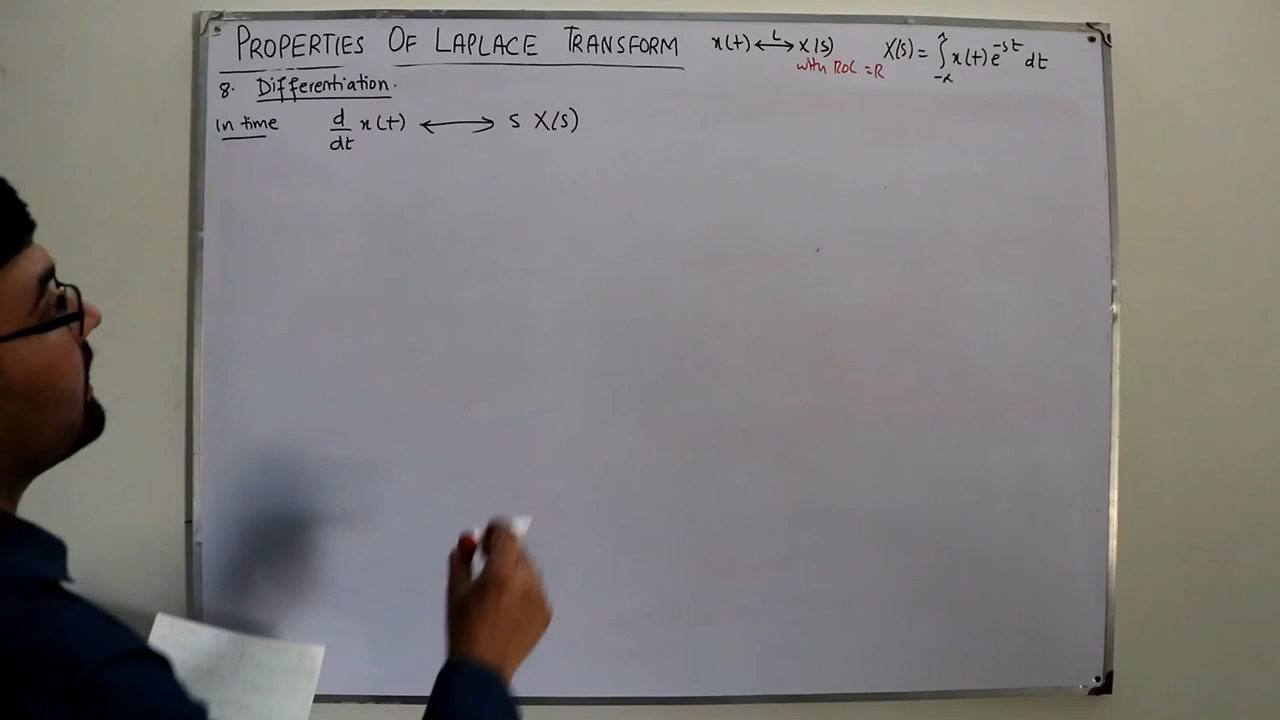 PROPERTIES OF LAPLACE TRANSFORM x(t) ⟷ᴸ X(s) X(s) = ∫_{-∞}^{∞} x(t) e^{-st} dt
with ROC = R
8. Differentiation.
In time d/dt x(t) ⟷ s X(s)